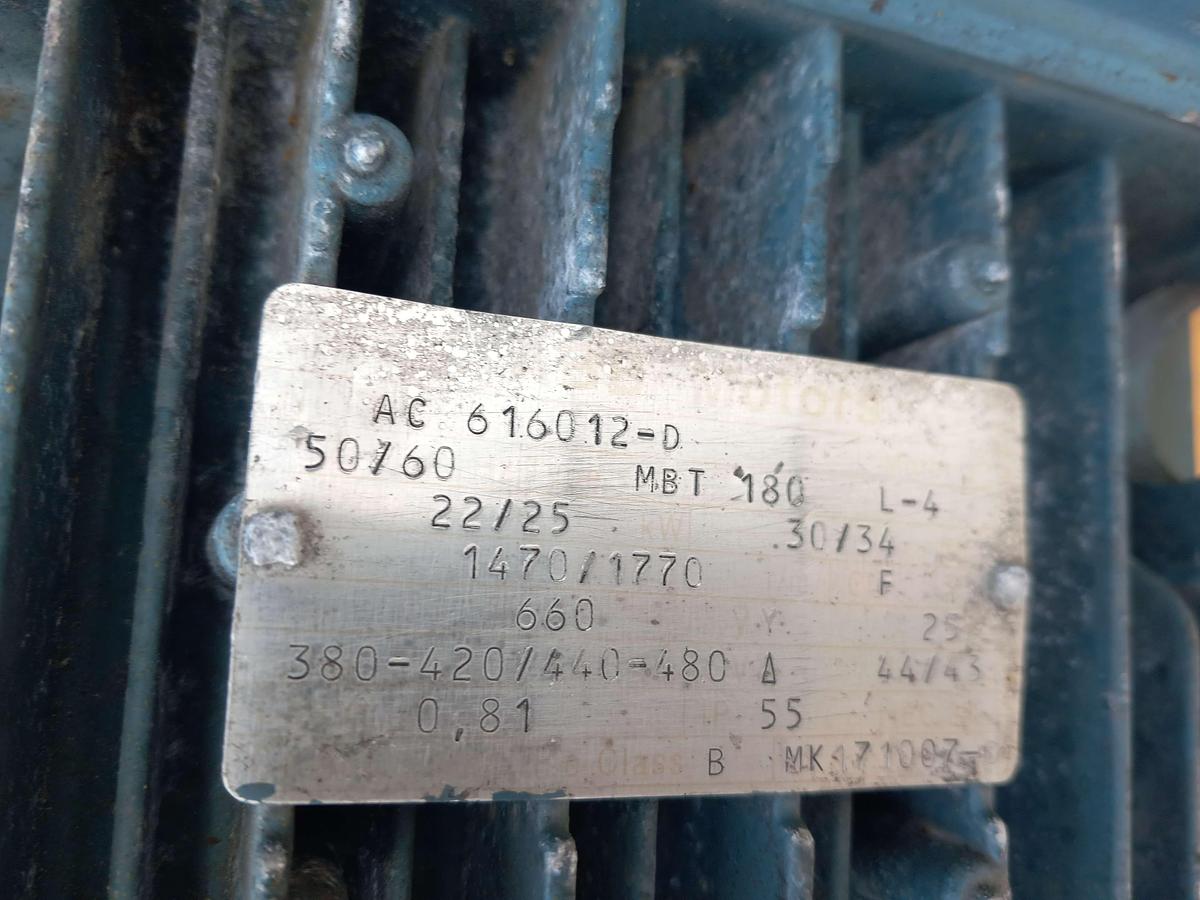 AC 616012-D
50/60 MBT 180 L-4
22/25 kW 30/34
1470/1770 F
660 V Y 25
380-420/440-480 Δ 44/43
0,81 55
Class B MK171007-